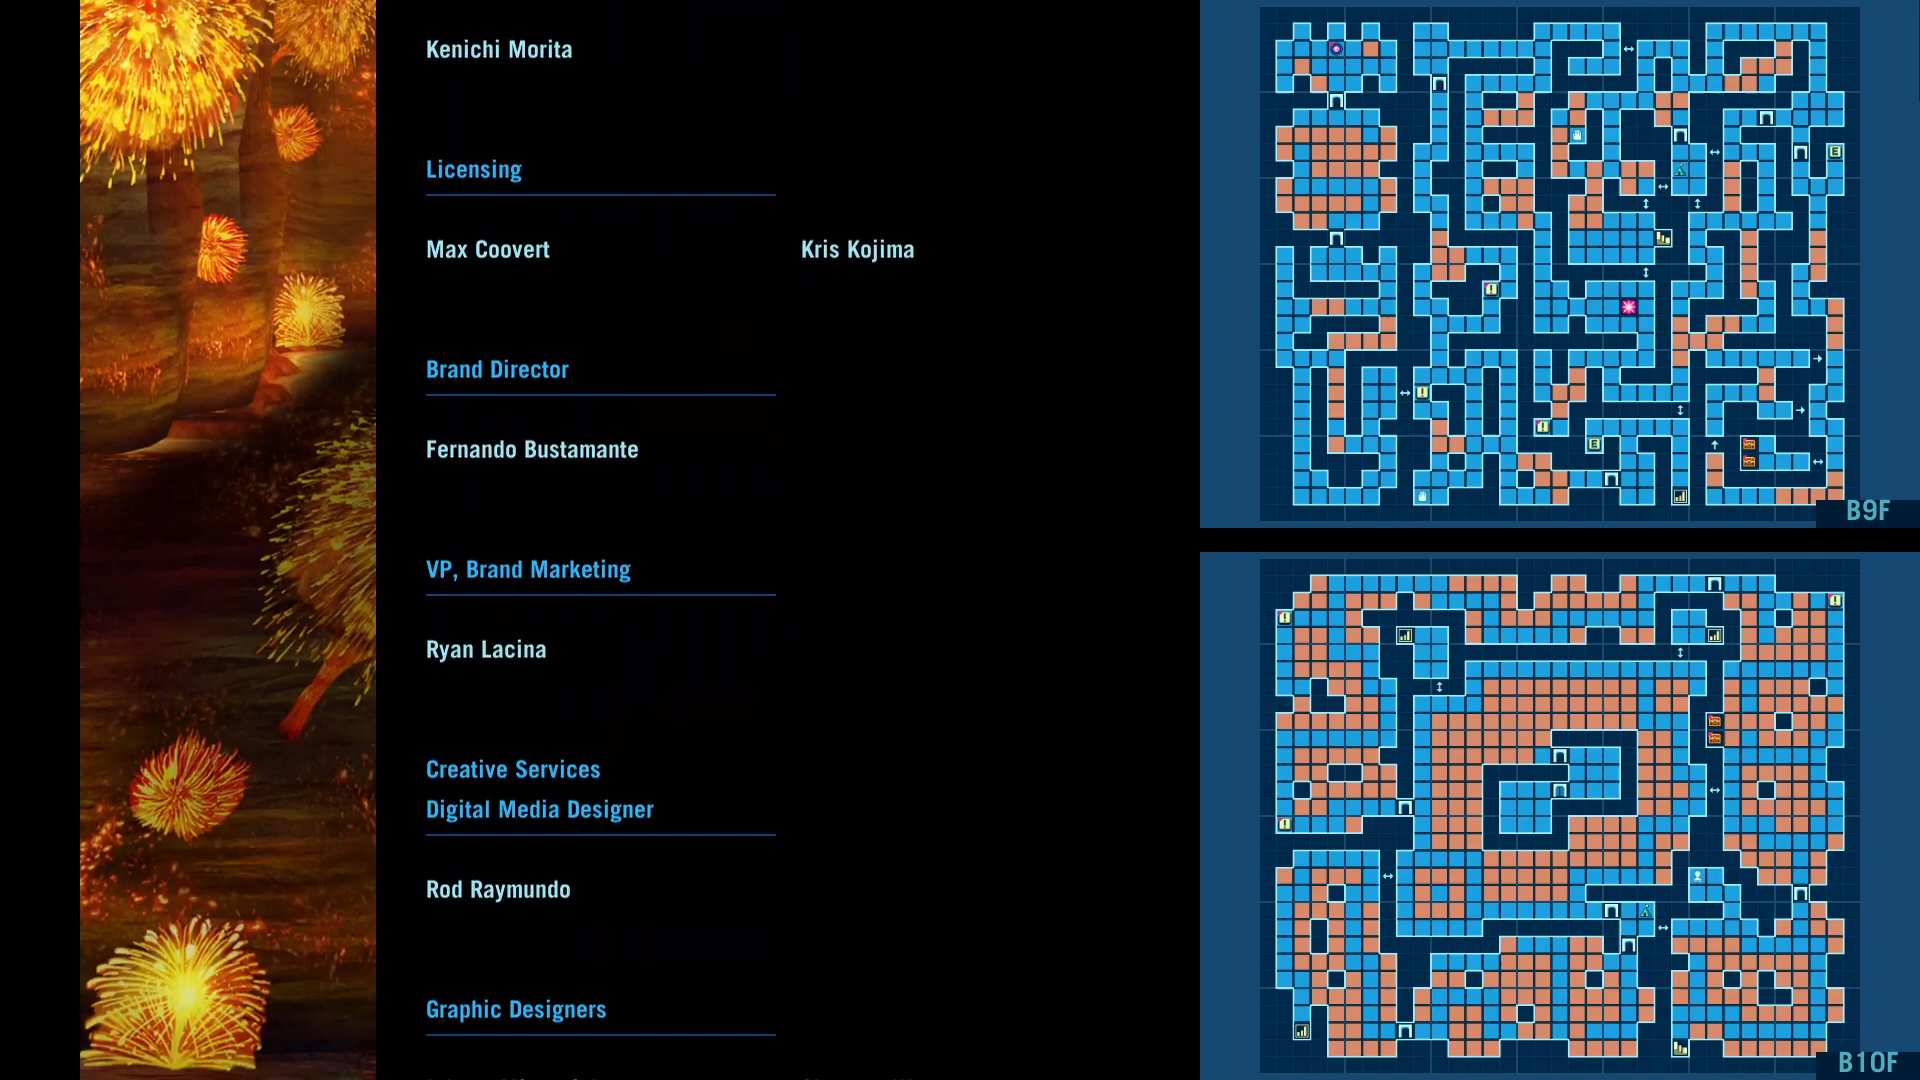 Kenichi Morita
Licensing
Max Coovert
Kris Kojima
Brand Director
Fernando Bustamante
VP, Brand Marketing
Ryan Lacina
Creative Services
Digital Media Designer
Rod Raymundo
Graphic Designers
B9F
B10F